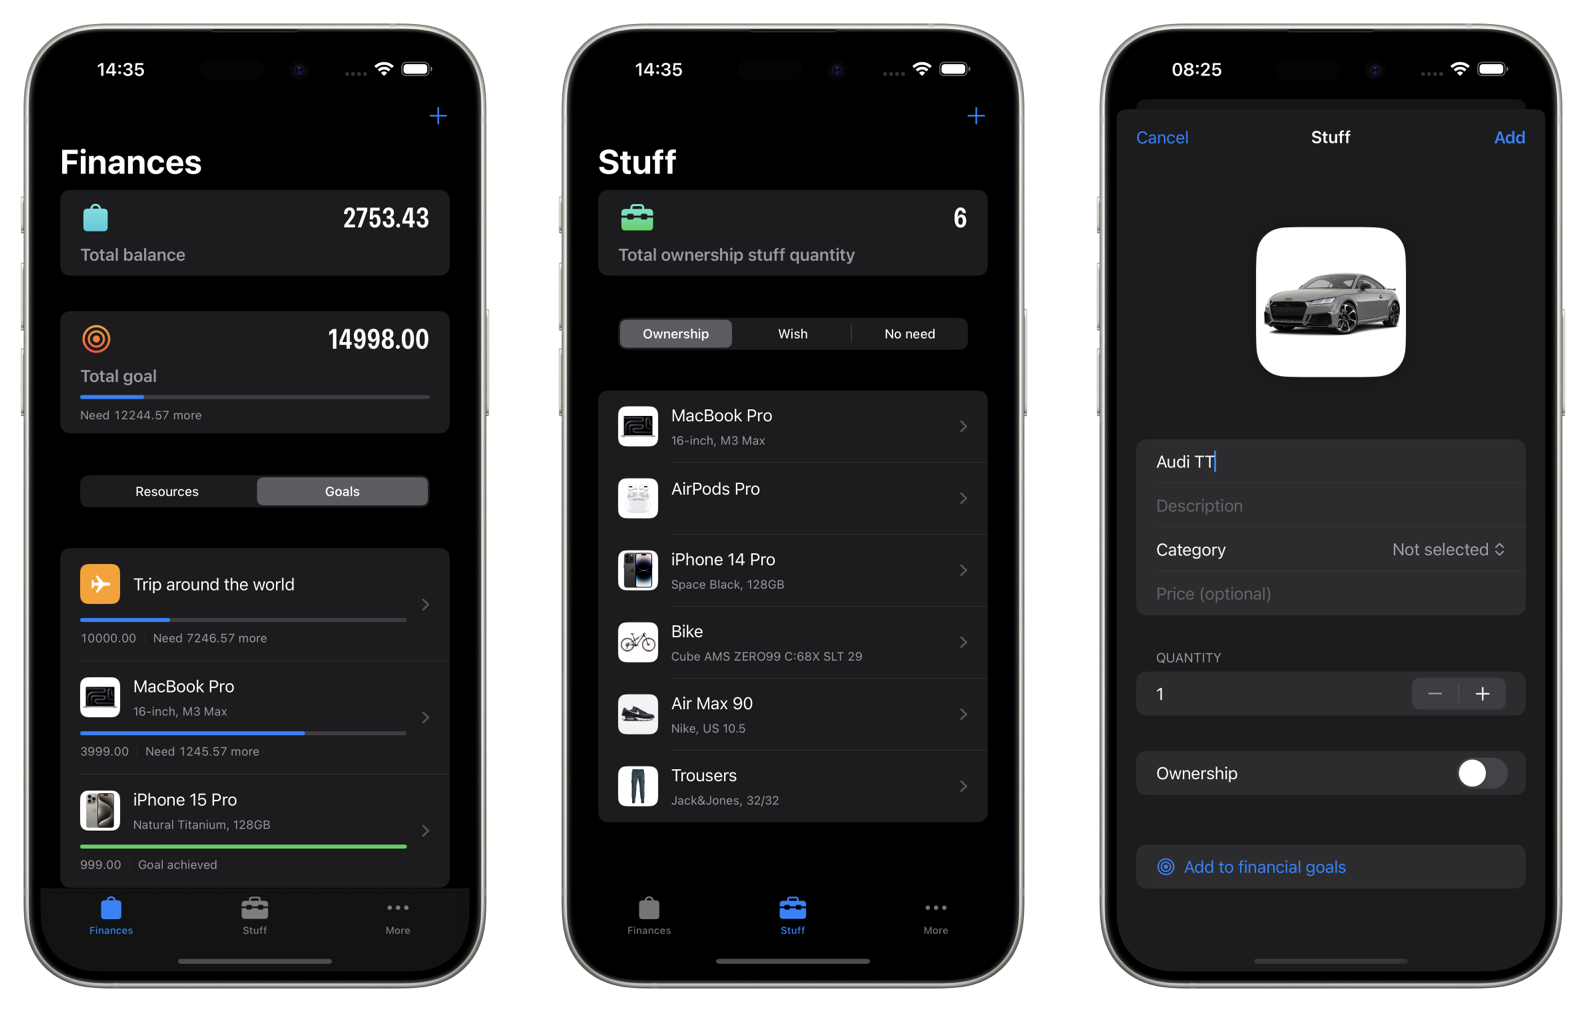 14:35
Finances
2753.43
Total balance
14998.00
Total goal
Need 12244.57 more
Resources
Goals
Trip around the world
10000.00 Need 7246.57 more
MacBook Pro
16-inch, M3 Max
3999.00 Need 1245.57 more
iPhone 15 Pro
Natural Titanium, 128GB
999.00 Goal achieved
Finances
Stuff
More
14:35
Stuff
6
Total ownership stuff quantity
Ownership
Wish
No need
MacBook Pro
16-inch, M3 Max
AirPods Pro
iPhone 14 Pro
Space Black, 128GB
Bike
Cube AMS ZERO99 C:68X SLT 29
Air Max 90
Nike, US 10.5
Trousers
Jack&Jones, 32/32
Finances
Stuff
More
08:25
Cancel
Stuff
Add
Audi TT
Description
Category
Not selected
Price (optional)
QUANTITY
1
Ownership
Add to financial goals